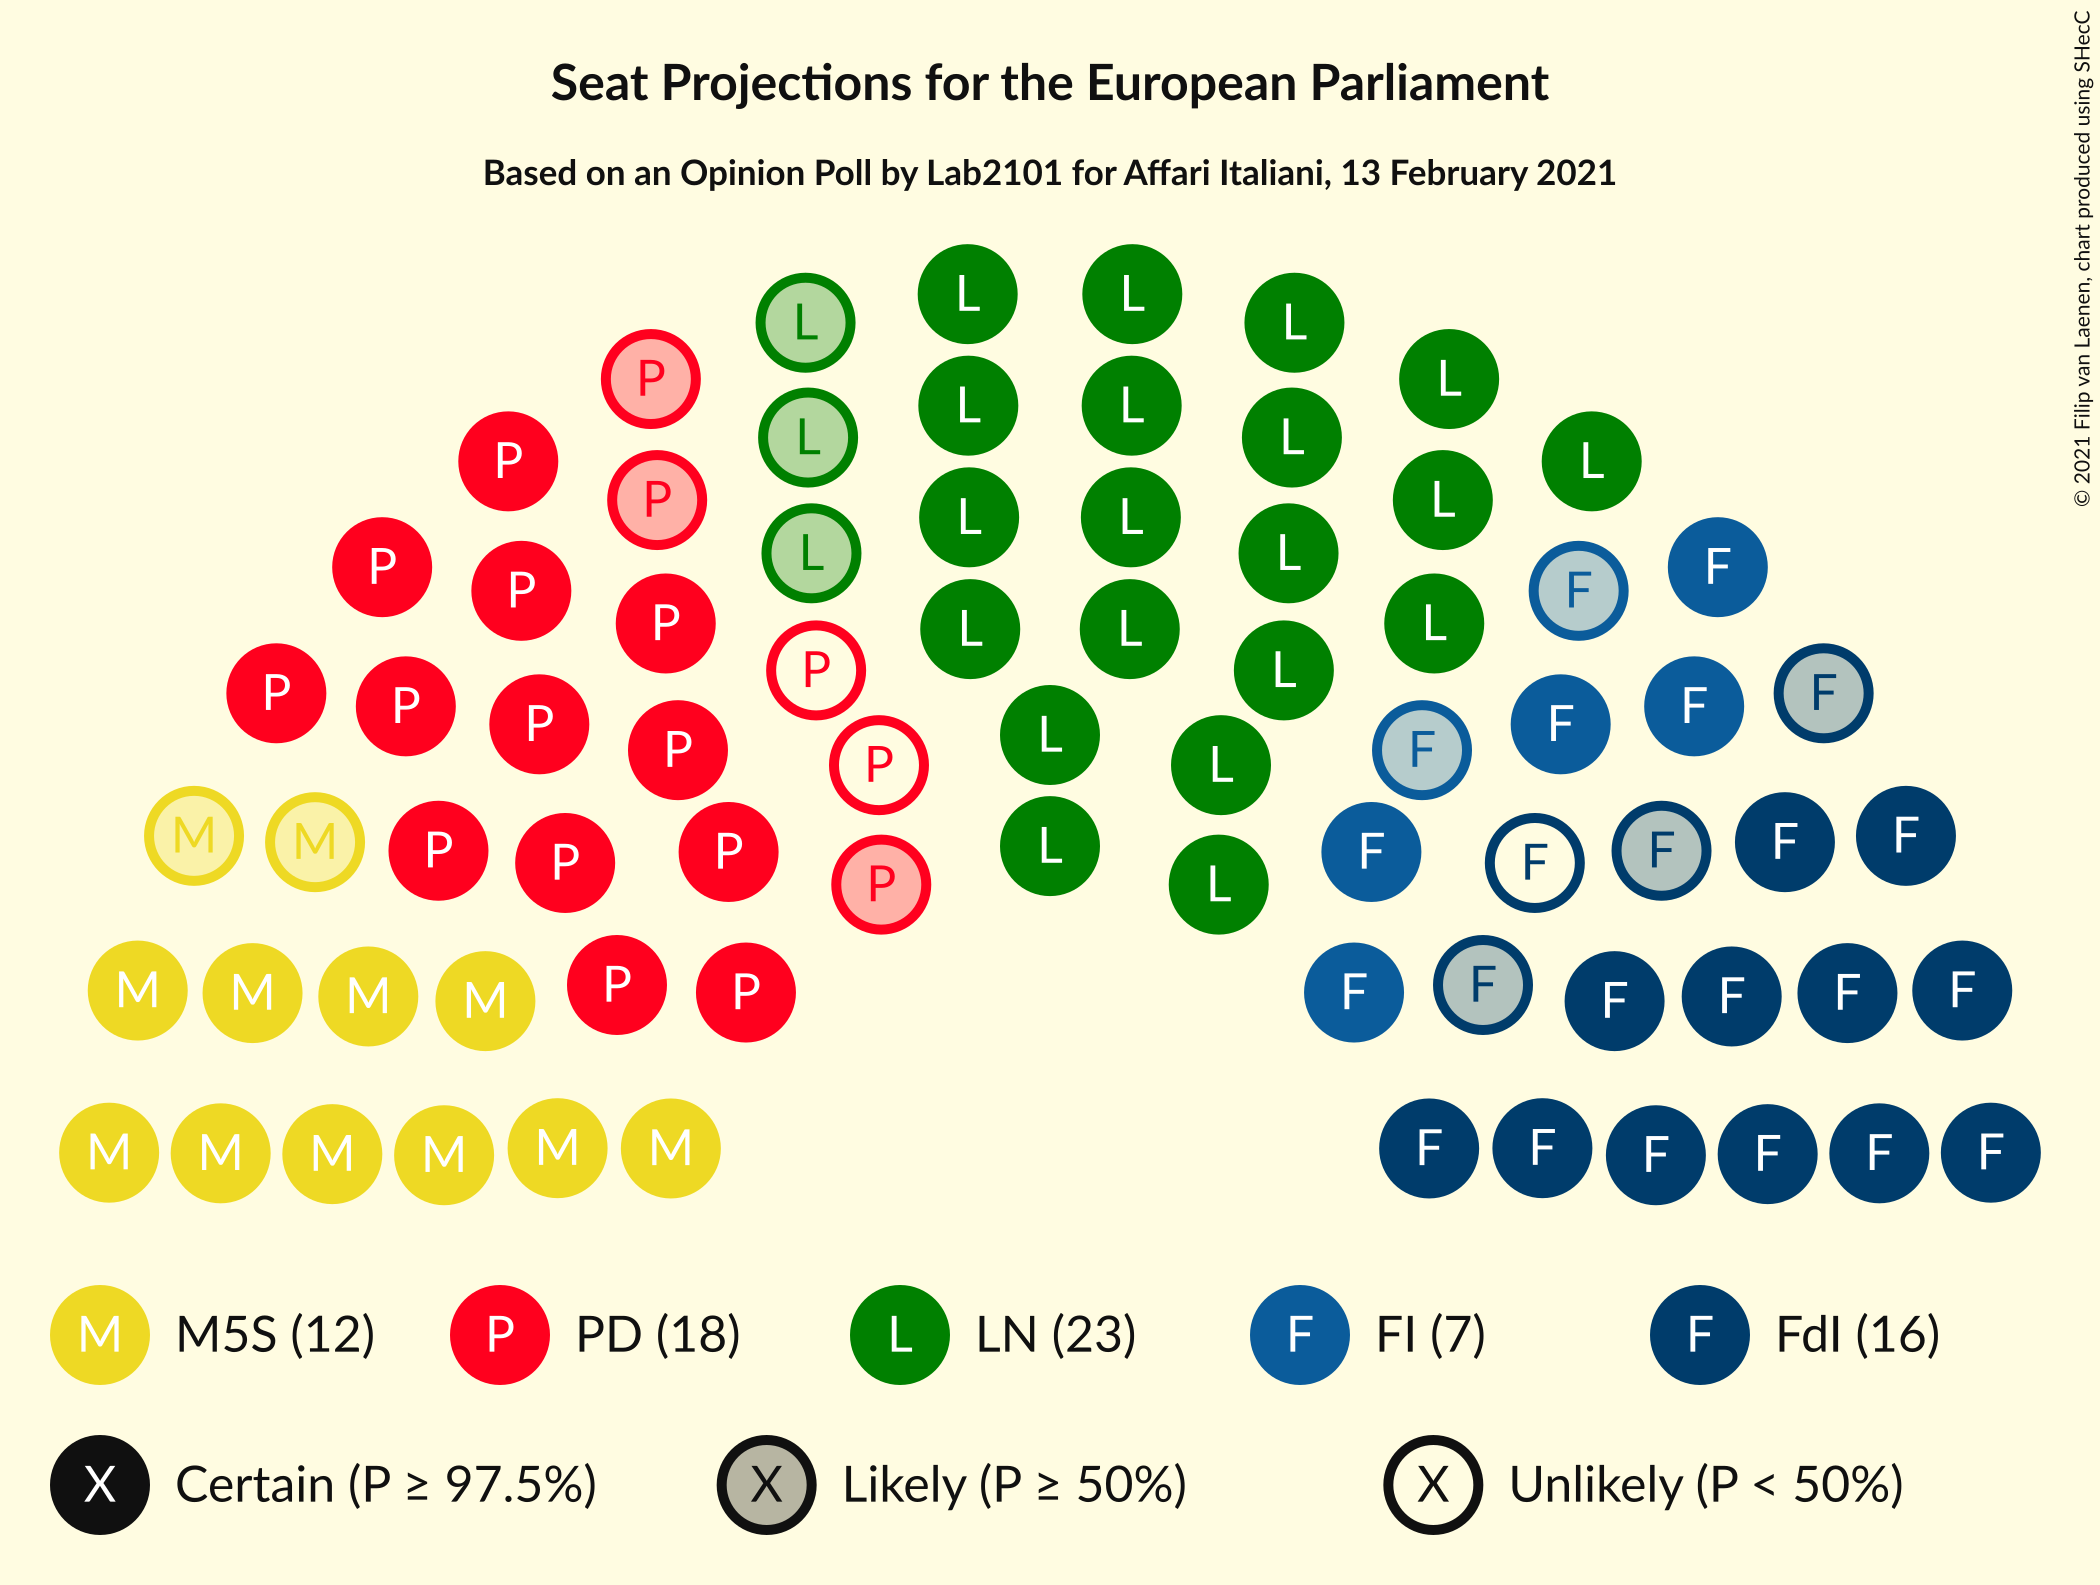 Seat Projections for the European Parliament
Based on an Opinion Poll by Lab2101 for Affari Italiani, 13 February 2021
© 2021 Filip van Laenen, chart produced using SHecC
L L
L L
P L
L L
L L
P L
P L L L
L L
P P F F
P P L L
P L
P P F F
P P F F
L
P L
P F
M M F F
P L L F
P P F F
P L
M M M M F F F F
P P F F
M M M M M M F F F F F F
M M5S (12) P PD (18) L LN (23) F FI (7) F FdI (16)
X Certain (P ≥ 97.5%) X Likely (P ≥ 50%) X Unlikely (P < 50%)